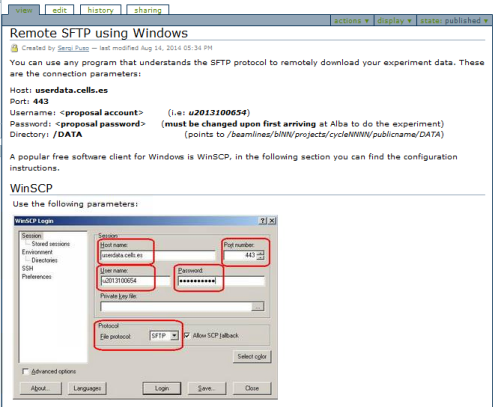 view edit history sharing
actions ▼ display ▼ state: published ▼
Remote SFTP using Windows
Created by Sergi Puso — last modified Aug 14, 2014 05:34 PM
You can use any program that understands the SFTP protocol to remotely download your experiment data. These
are the connection parameters:
Host: userdata.cells.es
Port: 443
Username: <proposal account> (i.e: u2013100654)
Password: <proposal password> (must be changed upon first arriving at Alba to do the experiment)
Directory: /DATA (points to /beamlines/blNN/projects/cycleNNNN/publicname/DATA)
A popular free software client for Windows is WinSCP, in the following section you can find the configuration
instructions.
WinSCP
Use the following parameters:
WinSCP Login
Session
Stored sessions
Environment
Directories
SSH
Preferences
Session
Host name: Port number:
userdata.cells.es 443
User name: Password:
u2013100654 ●●●●●●●●●●
Private key file:
...
Protocol
File protocol: SFTP Allow SCP fallback
Select color
Advanced options
About... Languages Login Save... Close